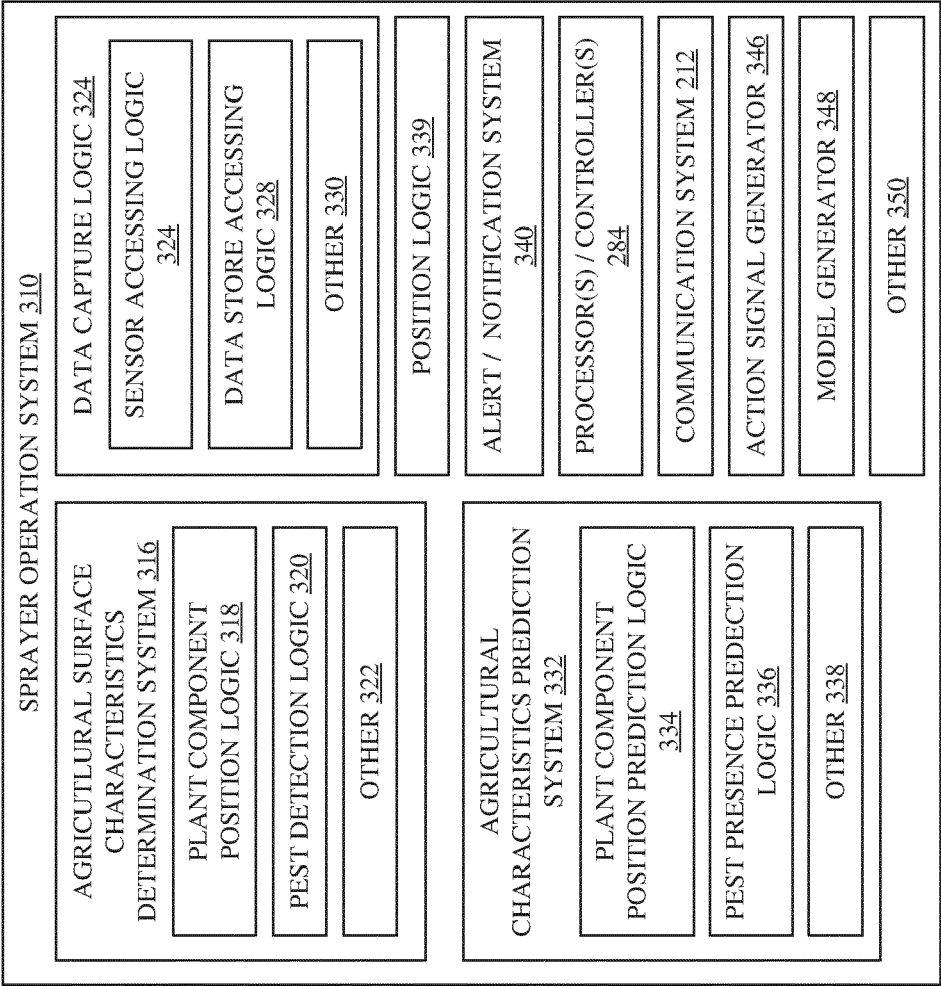 SPRAYER OPERATION SYSTEM 310
AGRICUTLURAL SURFACE
CHARACTERISTICS
DETERMINATION SYSTEM 316
PLANT COMPONENT
POSITION LOGIC 318
PEST DETECTION LOGIC 320
OTHER 322
AGRICULTURAL
CHARACTERISTICS PREDICTION
SYSTEM 332
PLANT COMPONENT
POSITION PREDICTION LOGIC
334
PEST PRESENCE PREDECTION
LOGIC 336
OTHER 338
DATA CAPTURE LOGIC 324
SENSOR ACCESSING LOGIC
324
DATA STORE ACCESSING
LOGIC 328
OTHER 330
POSITION LOGIC 339
ALERT / NOTIFICATION SYSTEM
340
PROCESSOR(S) / CONTROLLER(S)
284
COMMUNICATION SYSTEM 212
ACTION SIGNAL GENERATOR 346
MODEL GENERATOR 348
OTHER 350